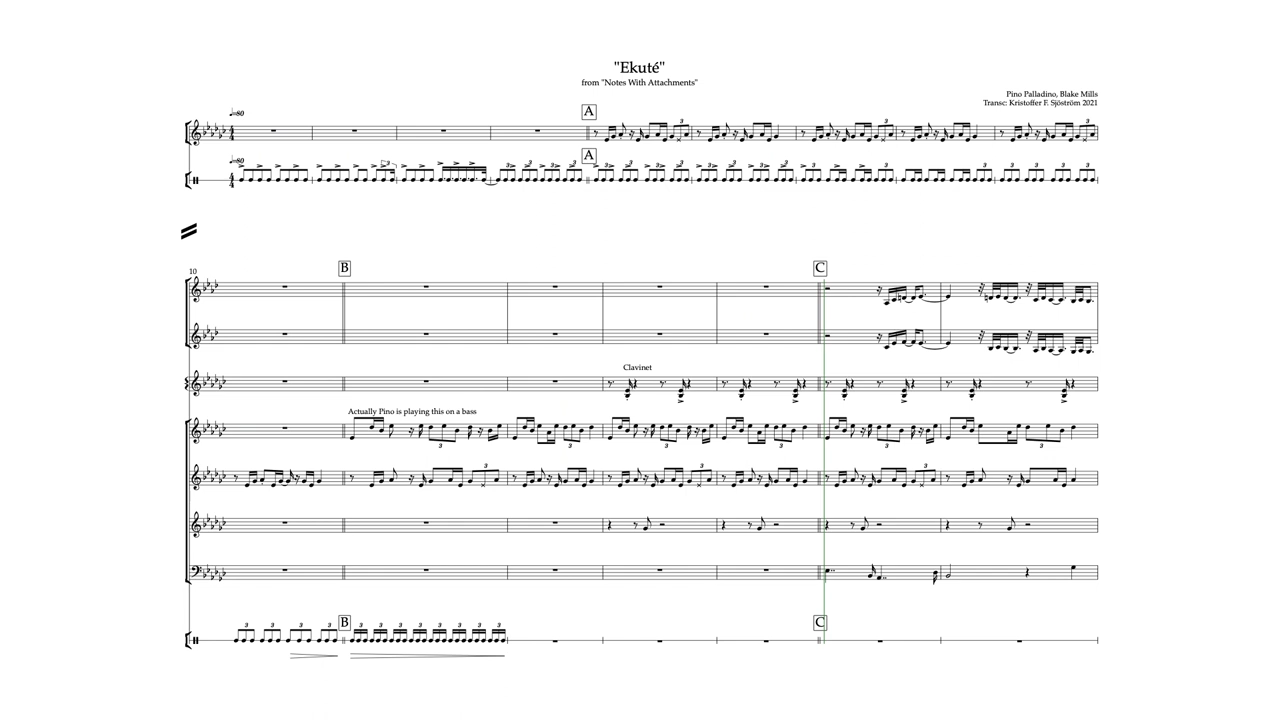 "Ekuté"
from "Notes With Attachments"
Pino Palladino, Blake Mills
Transc: Kristoffer F. Sjöström 2021
♩=80
A
♩=80
A
10
B
C
Clavinet
Actually Pino is playing this on a bass
B
C